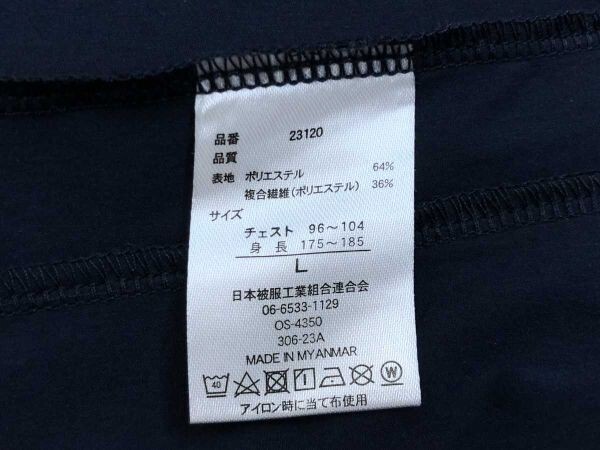 品番 23120
品質
表地 ポリエステル 64%
複合繊維(ポリエステル) 36%
サイズ
チェスト 96～104
身長 175～185
L
日本被服工業組合連合会
06-6533-1129
OS-4350
306-23A
MADE IN MYANMAR
40 W
アイロン時に当て布使用